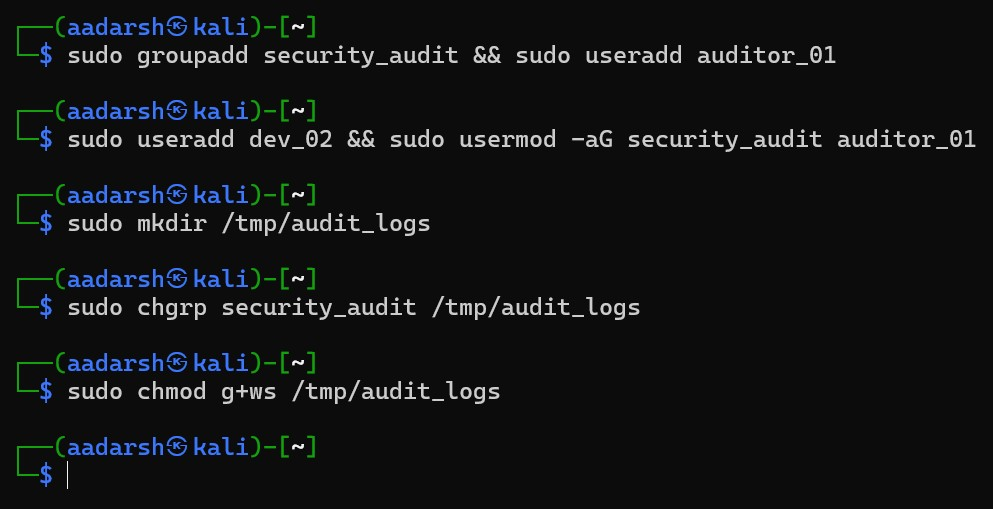 ┌──(aadarsh㉿kali)-[~]
└─$ sudo groupadd security_audit && sudo useradd auditor_01
┌──(aadarsh㉿kali)-[~]
└─$ sudo useradd dev_02 && sudo usermod -aG security_audit auditor_01
┌──(aadarsh㉿kali)-[~]
└─$ sudo mkdir /tmp/audit_logs
┌──(aadarsh㉿kali)-[~]
└─$ sudo chgrp security_audit /tmp/audit_logs
┌──(aadarsh㉿kali)-[~]
└─$ sudo chmod g+ws /tmp/audit_logs
┌──(aadarsh㉿kali)-[~]
└─$